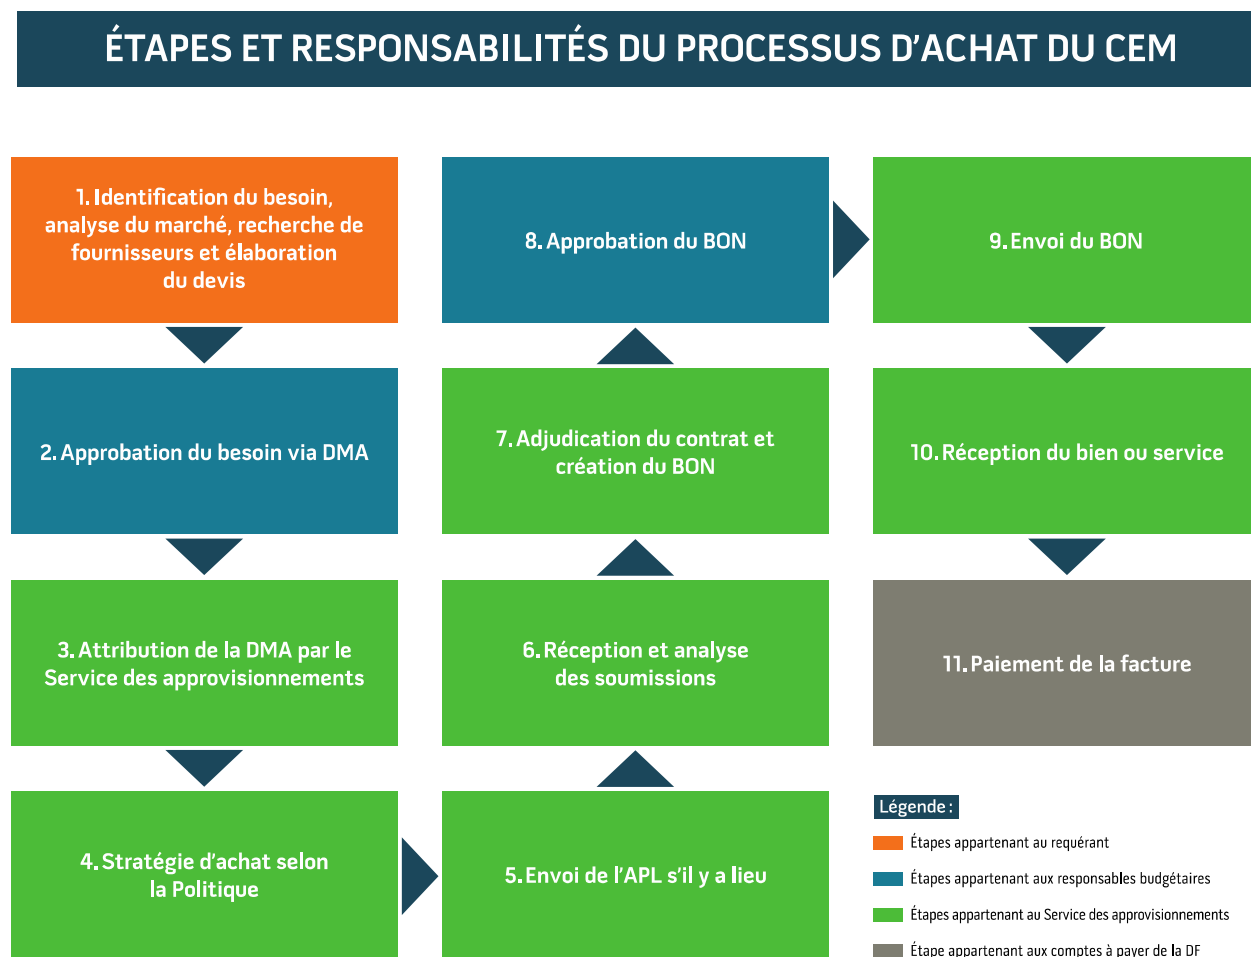 ÉTAPES ET RESPONSABILITÉS DU PROCESSUS D'ACHAT DU CEM
1. Identification du besoin,
analyse du marché, recherche de
fournisseurs et élaboration
du devis
2. Approbation du besoin via DMA
3. Attribution de la DMA par le
Service des approvisionnements
4. Stratégie d'achat selon
la Politique
5. Envoi de l'APL s'il y a lieu
6. Réception et analyse
des soumissions
7. Adjudication du contrat et
création du BON
8. Approbation du BON
9. Envoi du BON
10. Réception du bien ou service
11. Paiement de la facture
Légende :
Étapes appartenant au requérant
Étapes appartenant aux responsables budgétaires
Étapes appartenant au Service des approvisionnements
Étape appartenant aux comptes à payer de la DF